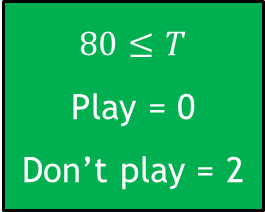 80 ≤ T
Play = 0
Don’t play = 2